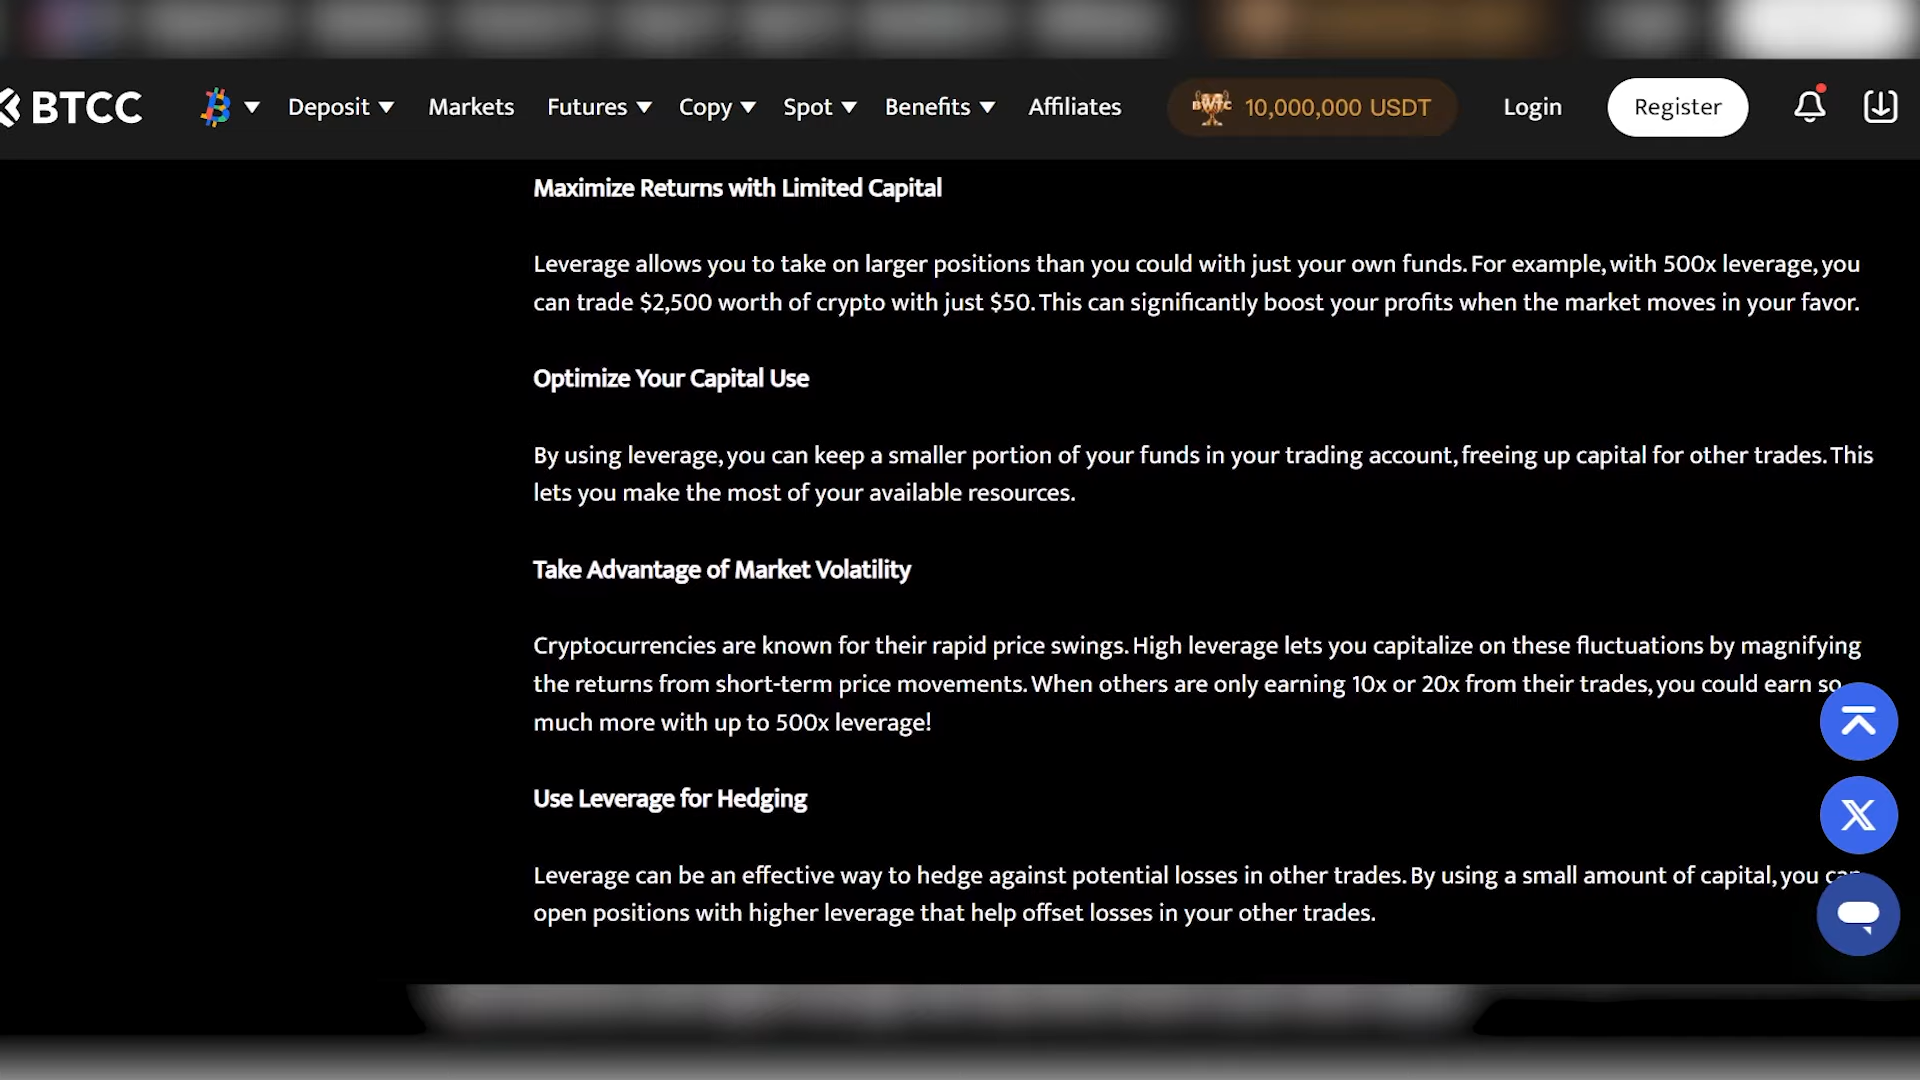 BTCC
Deposit
Markets
Futures
Copy
Spot
Benefits
Affiliates
BWTC
10,000,000 USDT
Login
Register
Maximize Returns with Limited Capital
Leverage allows you to take on larger positions than you could with just your own funds. For example, with 500x leverage, you
can trade $2,500 worth of crypto with just $50. This can significantly boost your profits when the market moves in your favor.
Optimize Your Capital Use
By using leverage, you can keep a smaller portion of your funds in your trading account, freeing up capital for other trades. This
lets you make the most of your available resources.
Take Advantage of Market Volatility
Cryptocurrencies are known for their rapid price swings. High leverage lets you capitalize on these fluctuations by magnifying
the returns from short-term price movements. When others are only earning 10x or 20x from their trades, you could earn so
much more with up to 500x leverage!
Use Leverage for Hedging
Leverage can be an effective way to hedge against potential losses in other trades. By using a small amount of capital, you can
open positions with higher leverage that help offset losses in your other trades.